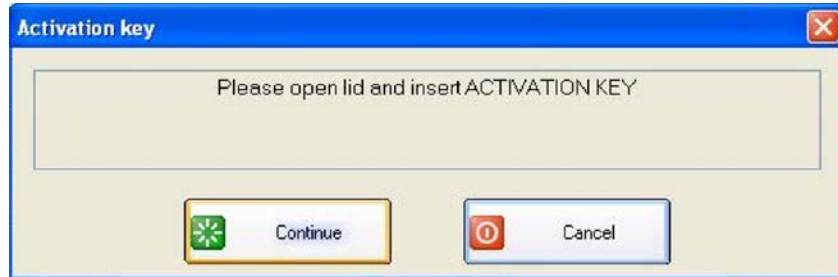 Activation key
Please open lid and insert ACTIVATION KEY
Continue
Cancel